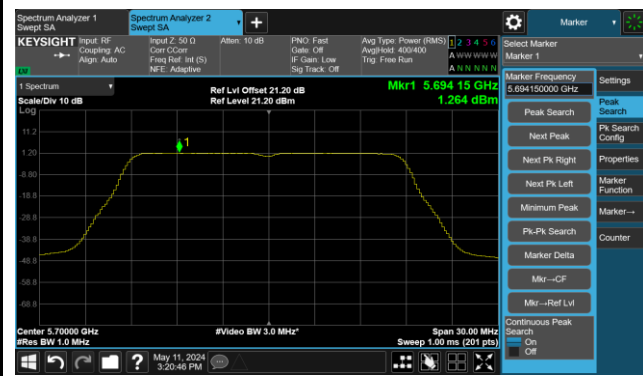 Spectrum Analyzer 1
Swept SA
Spectrum Analyzer 2
Swept SA
Marker
KEYSIGHT
Input: RF
Coupling: AC
Align: Auto
Input Z: 50 Ω
Corr CCorr
Freq Ref: Int (S)
NFE: Adaptive
Atten: 10 dB
PNO: Fast
Gate: Off
IF Gain: Low
Sig Track: Off
Avg Type: Power (RMS)
Avg|Hold: 400/400
Trig: Free Run
1 2 3 4 5 6
A W W W W W
A N N N N N
LXI
Select Marker
Marker 1
1 Spectrum
Scale/Div 10 dB
Log
Ref Lvl Offset 21.20 dB
Ref Level 21.20 dBm
Mkr1 5.694 15 GHz
1.264 dBm
11.2
1.20
-8.80
-18.8
-28.8
-38.8
-48.8
-58.8
-68.8
1
Center 5.70000 GHz
#Res BW 1.0 MHz
#Video BW 3.0 MHz*
Span 30.00 MHz
Sweep 1.00 ms (201 pts)
Marker Frequency
5.694150000 GHz
Peak Search
Next Peak
Next Pk Right
Next Pk Left
Minimum Peak
Pk-Pk Search
Marker Delta
Mkr→CF
Mkr→Ref Lvl
Continuous Peak
Search
On
Off
Settings
Peak
Search
Pk Search
Config
Properties
Marker
Function
Marker→
Counter
May 11, 2024
3:20:46 PM